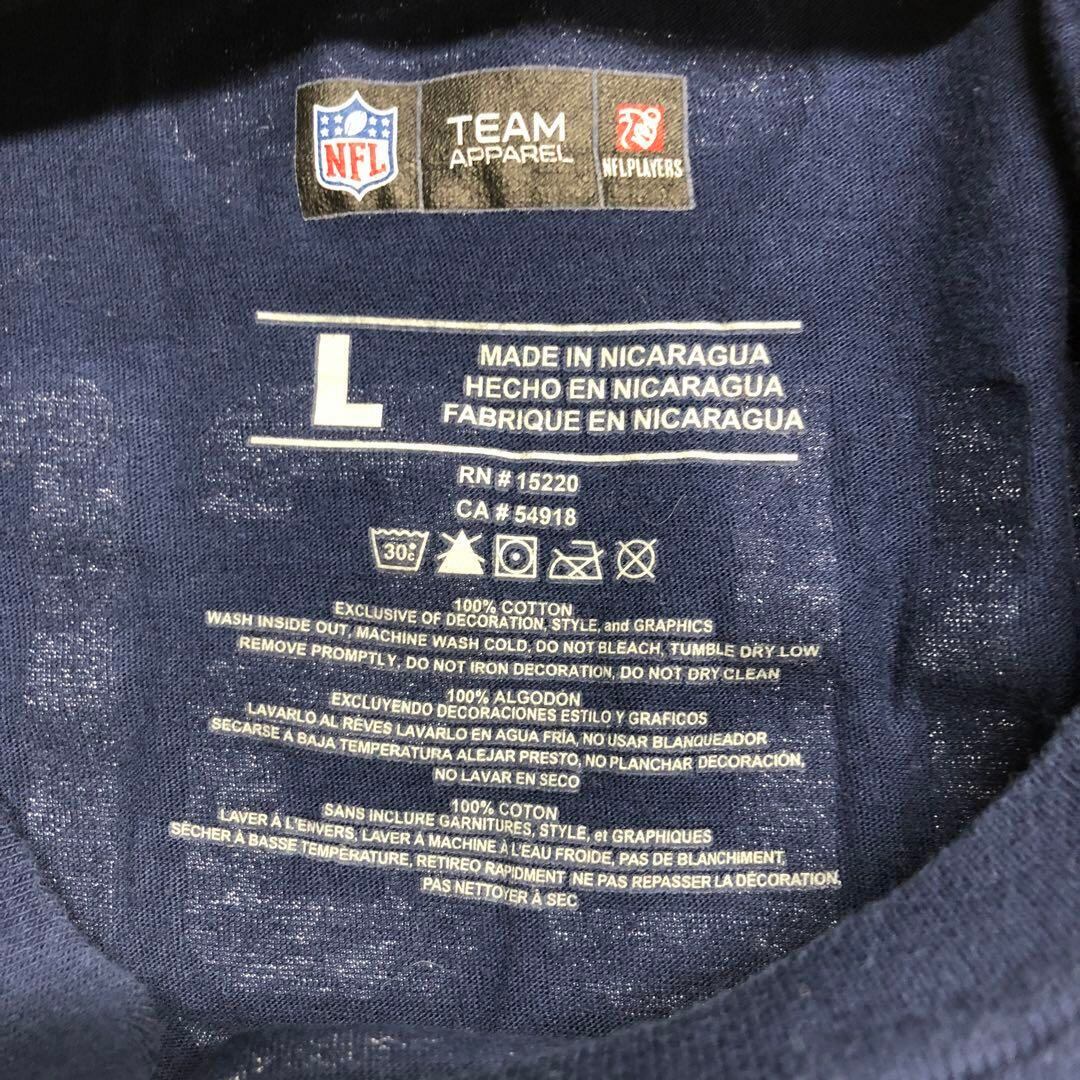 NFL
TEAM
APPAREL
NFLPLAYERS
L
MADE IN NICARAGUA
HECHO EN NICARAGUA
FABRIQUE EN NICARAGUA
RN # 15220
CA # 54918
30°c
100% COTTON
EXCLUSIVE OF DECORATION, STYLE, and GRAPHICS
WASH INSIDE OUT, MACHINE WASH COLD, DO NOT BLEACH, TUMBLE DRY LOW
REMOVE PROMPTLY, DO NOT IRON DECORATION, DO NOT DRY CLEAN
100% ALGODON
EXCLUYENDO DECORACIONES ESTILO Y GRAFICOS
LAVARLO AL REVES LAVARLO EN AGUA FRÍA, NO USAR BLANQUEADOR
SECARSE A BAJA TEMPERATURA ALEJAR PRESTO, NO PLANCHAR DECORACIÓN,
NO LAVAR EN SECO
100% COTON
SANS INCLURE GARNITURES, STYLE, et GRAPHIQUES
LAVER À L'ENVERS, LAVER À MACHINE À L'EAU FROIDE, PAS DE BLANCHIMENT,
SÉCHER À BASSE TEMPÉRATURE, RETIREO RAPIDMENT NE PAS REPASSER LA DÉCORATION,
PAS NETTOYER À SEC